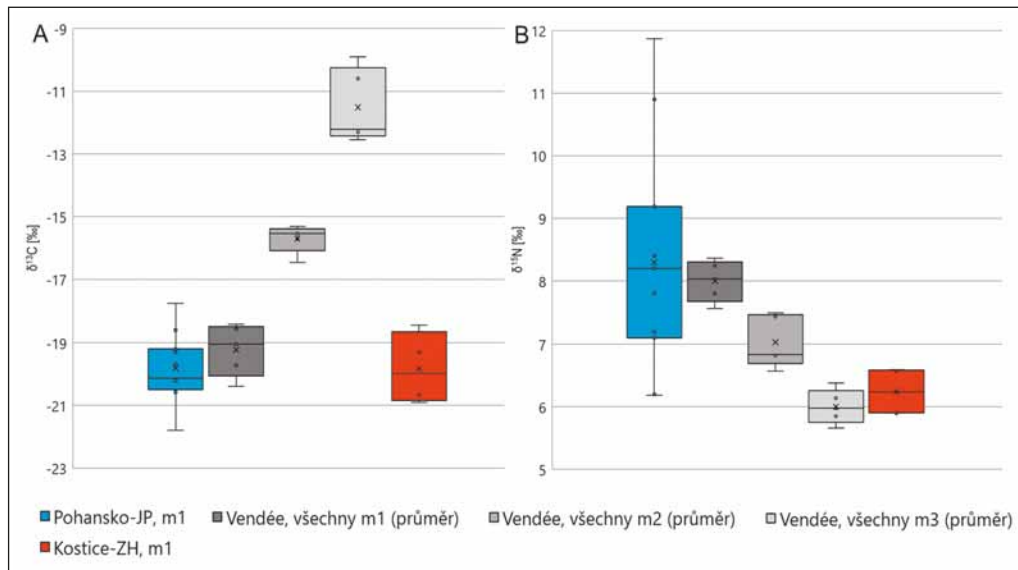 A
-9
-11
-13
-15
-17
-19
-21
-23
δ13C [‰]
B
12
11
10
9
8
7
6
5
δ15N [‰]
Pohansko-JP, m1 Vendée, všechny m1 (průměr) Vendée, všechny m2 (průměr) Vendée, všechny m3 (průměr)
Kostice-ZH, m1